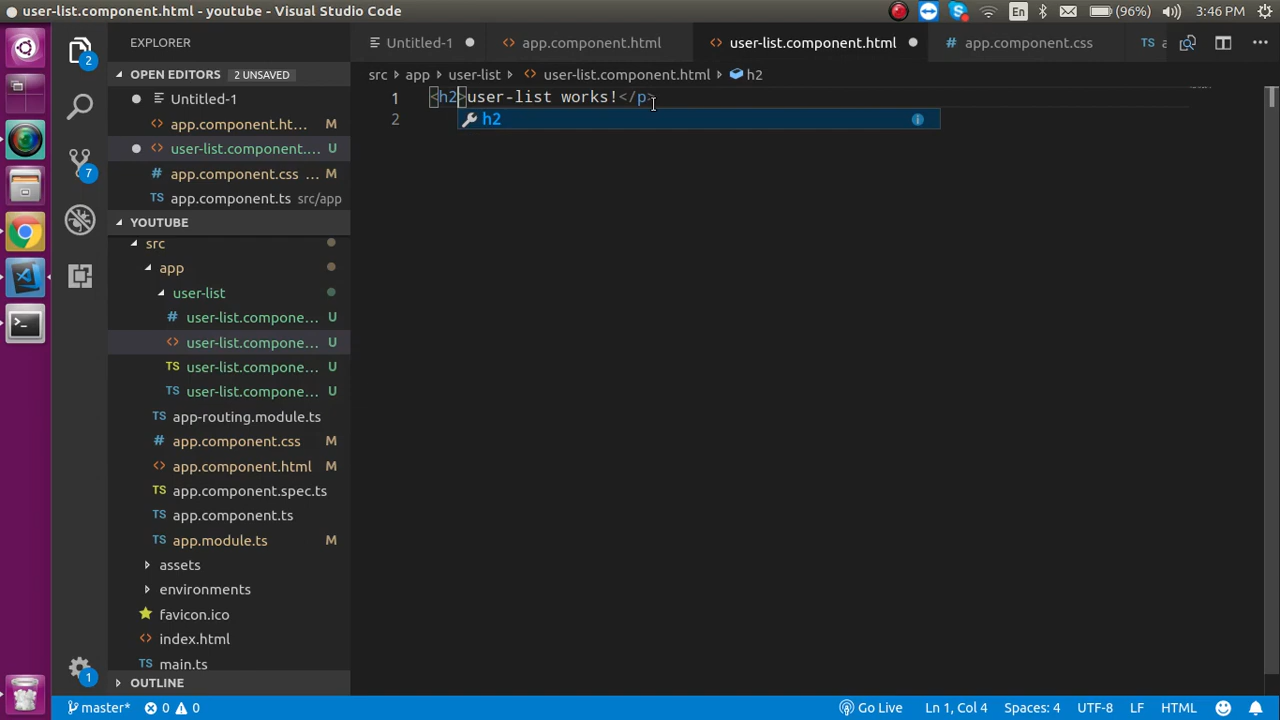 user-list.component.html - youtube - Visual Studio Code
En
(96%)
3:46 PM
EXPLORER
OPEN EDITORS 2 UNSAVED
Untitled-1
app.component.ht... M
user-list.component.... U
app.component.css ... M
app.component.ts src/app
YOUTUBE
src
app
user-list
user-list.compone... U
user-list.compone... U
user-list.compone... U
user-list.compone... U
app-routing.module.ts
app.component.css M
app.component.html M
app.component.spec.ts
app.component.ts
app.module.ts M
assets
environments
favicon.ico
index.html
main.ts
OUTLINE
2
7
1
Untitled-1
app.component.html
user-list.component.html
app.component.css
TS a
src > app > user-list > user-list.component.html > h2
1 <h2>user-list works!</p>
h2
2
master* 0 0
Go Live Ln 1, Col 4 Spaces: 4 UTF-8 LF HTML